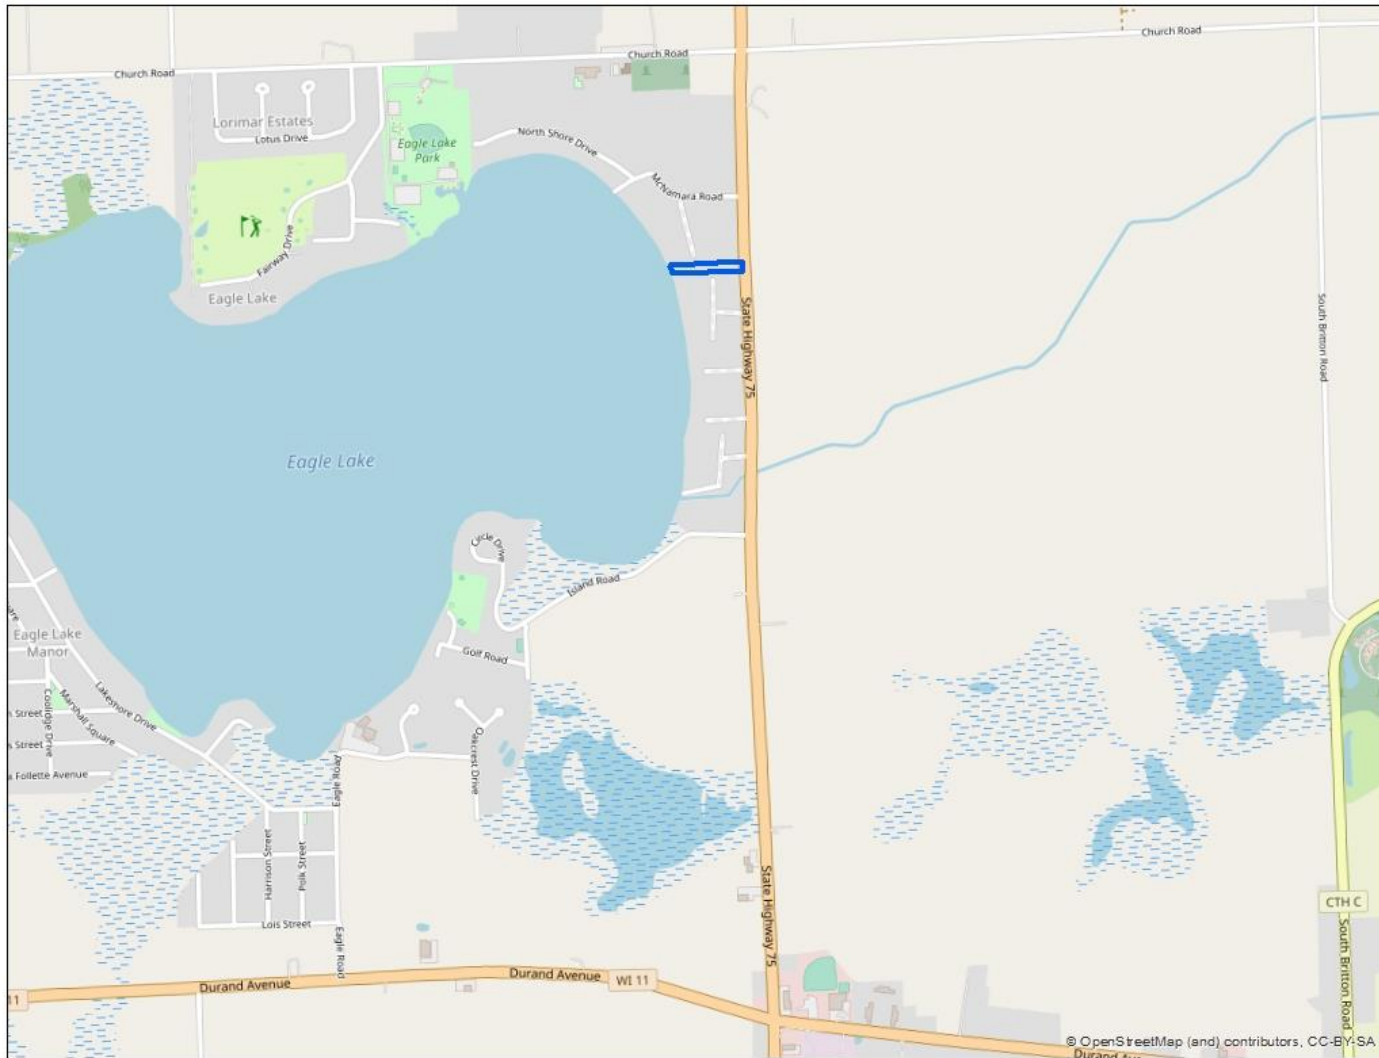 Church Road
Church Road
Church Road
Lorimar Estates
Lotus Drive
North Shore Drive
Eagle Lake
Park
McNamara Road
Fairway Drive
Eagle Lake
State Highway 75
South Britton Road
Eagle Lake
Circle Drive
Island Road
Eagle Lake
Manor
Golf Road
Lakeshore Drive
Marshall Square
Coolidge Drive
Street
Street
Follette Avenue
Oakcrest Drive
Eagle Road
Harrison Street
Polk Street
Lois Street
Eagle Road
State Highway 75
CTH C
South Britton Road
11
Durand Avenue
Durand Avenue
WI 11
© OpenStreetMap (and) contributors, CC-BY-SA